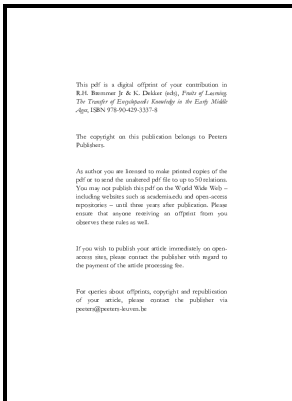 This pdf is a digital offprint of your contribution in
R.H. Bremmer Jr & K. Dekker (eds), Fruits of Learning.
The Transfer of Encyclopaedic Knowledge in the Early Middle
Ages, ISBN 978-90-429-3337-8
The copyright on this publication belongs to Peeters
Publishers.
As author you are licensed to make printed copies of the
pdf or to send the unaltered pdf file to up to 50 relations.
You may not publish this pdf on the World Wide Web –
including websites such as academia.edu and open-access
repositories – until three years after publication. Please
ensure that anyone receiving an offprint from you
observes these rules as well.
If you wish to publish your article immediately on open-
access sites, please contact the publisher with regard to
the payment of the article processing fee.
For queries about offprints, copyright and republication
of your article, please contact the publisher via
peeters@peeters-leuven.be